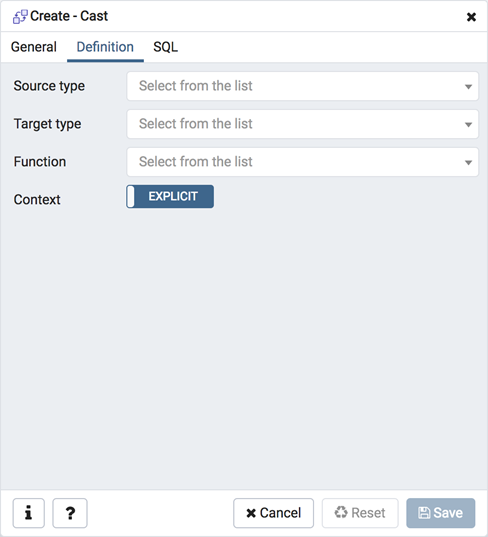 Create - Cast
General Definition SQL
Source type Select from the list
Target type Select from the list
Function Select from the list
Context EXPLICIT
i ? Cancel Reset Save